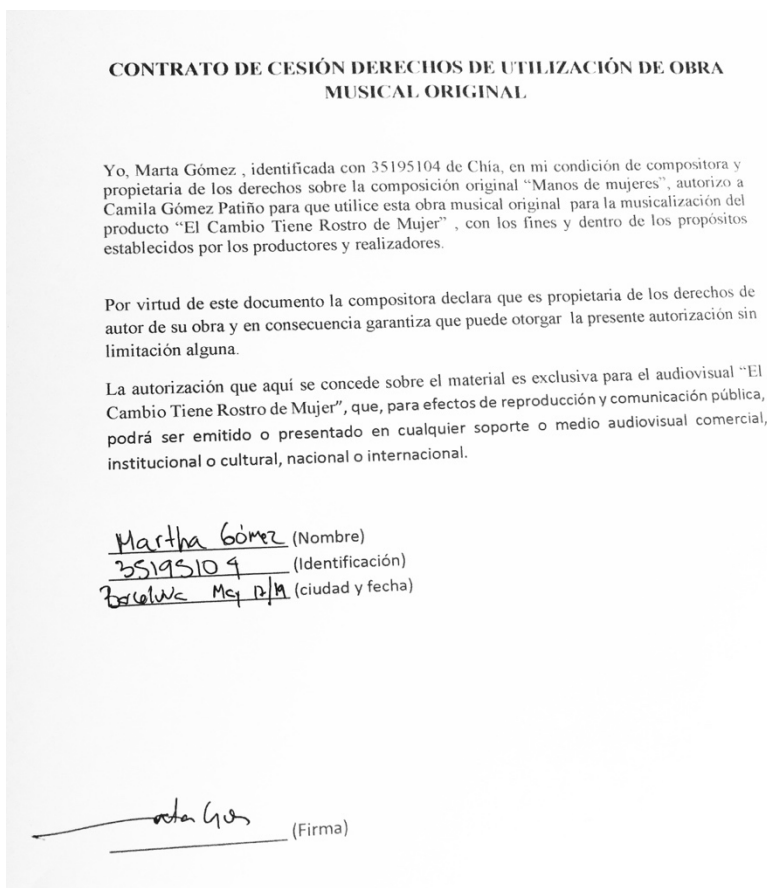 CONTRATO DE CESIÓN DERECHOS DE UTILIZACIÓN DE OBRA
MUSICAL ORIGINAL
Yo, Marta Gómez , identificada con 35195104 de Chía, en mi condición de compositora y
propietaria de los derechos sobre la composición original “Manos de mujeres”, autorizo a
Camila Gómez Patiño para que utilice esta obra musical original para la musicalización del
producto “El Cambio Tiene Rostro de Mujer” , con los fines y dentro de los propósitos
establecidos por los productores y realizadores.
Por virtud de este documento la compositora declara que es propietaria de los derechos de
autor de su obra y en consecuencia garantiza que puede otorgar la presente autorización sin
limitación alguna.
La autorización que aquí se concede sobre el material es exclusiva para el audiovisual “El
Cambio Tiene Rostro de Mujer”, que, para efectos de reproducción y comunicación pública,
podrá ser emitido o presentado en cualquier soporte o medio audiovisual comercial,
institucional o cultural, nacional o internacional.
Martha Gómez (Nombre)
35195104 (Identificación)
(ciudad y fecha)
(Firma)